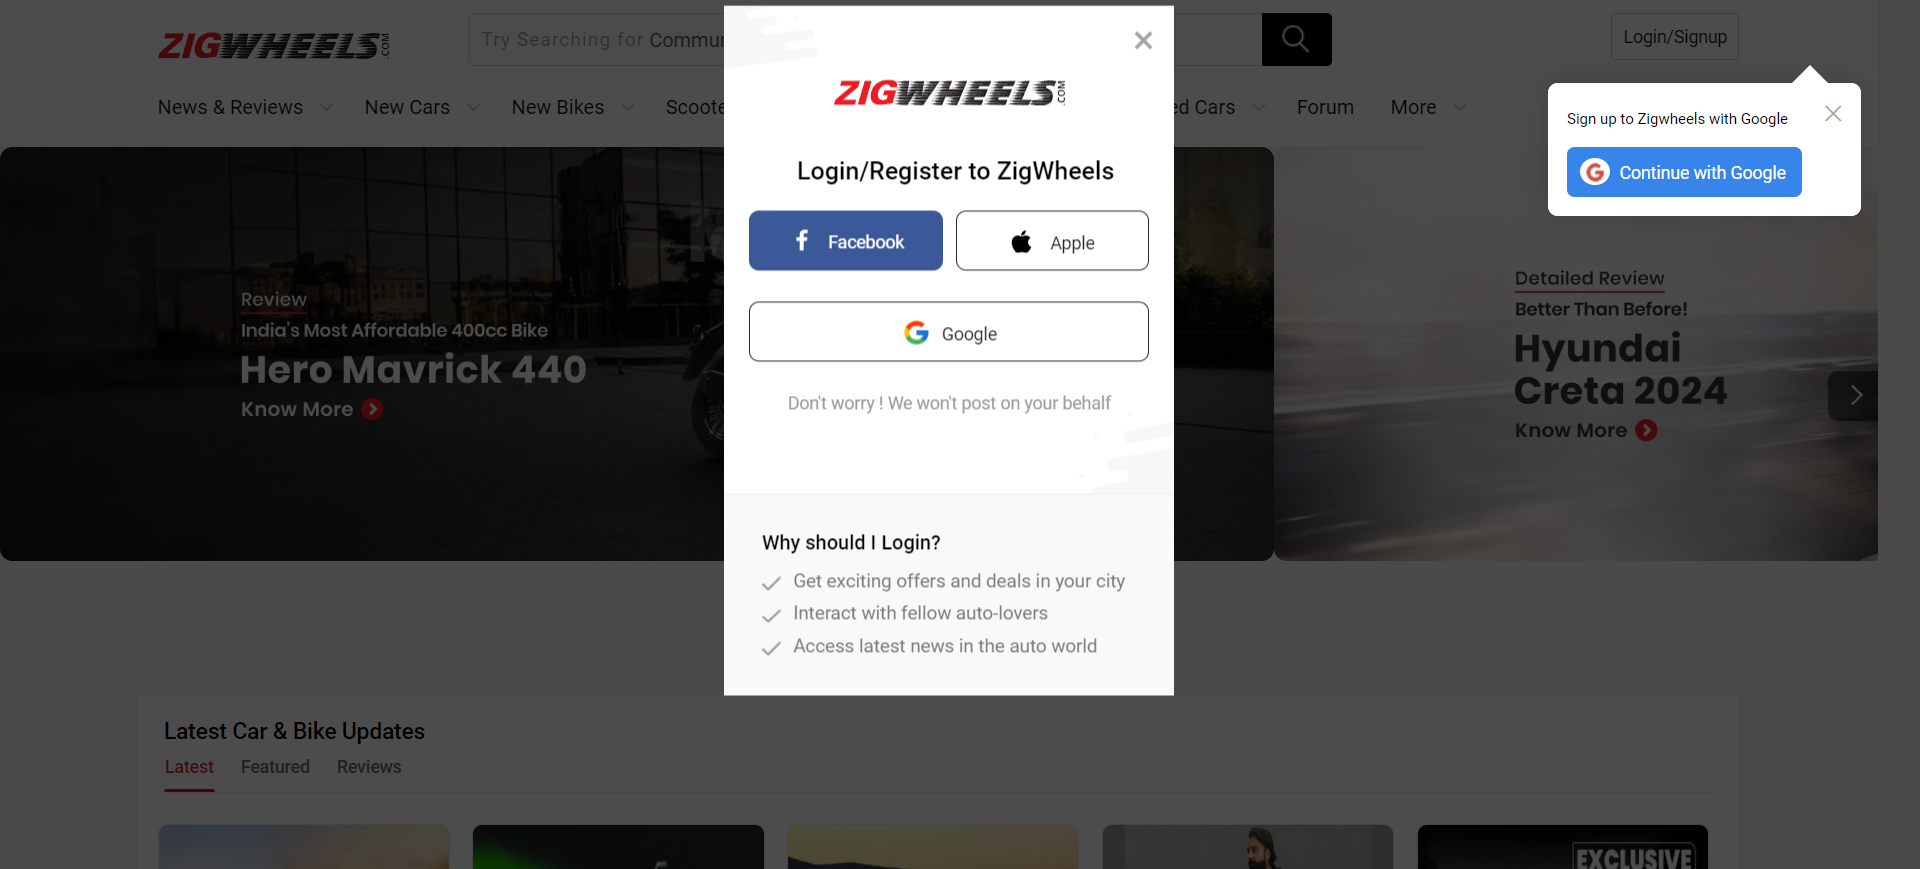 ZIGWHEELS.COM
Try Searching for Commu
Login/Signup
News & Reviews
New Cars
New Bikes
Scoote
ed Cars
Forum
More
ZIGWHEELS.COM
Login/Register to ZigWheels
Facebook
Apple
Google
Don't worry ! We won't post on your behalf
Why should I Login?
Get exciting offers and deals in your city
Interact with fellow auto-lovers
Access latest news in the auto world
Sign up to Zigwheels with Google
Continue with Google
Review
India's Most Affordable 400cc Bike
Hero Mavrick 440
Know More
Detailed Review
Better Than Before!
Hyundai
Creta 2024
Know More
Latest Car & Bike Updates
Latest
Featured
Reviews
EXCLUSIVE